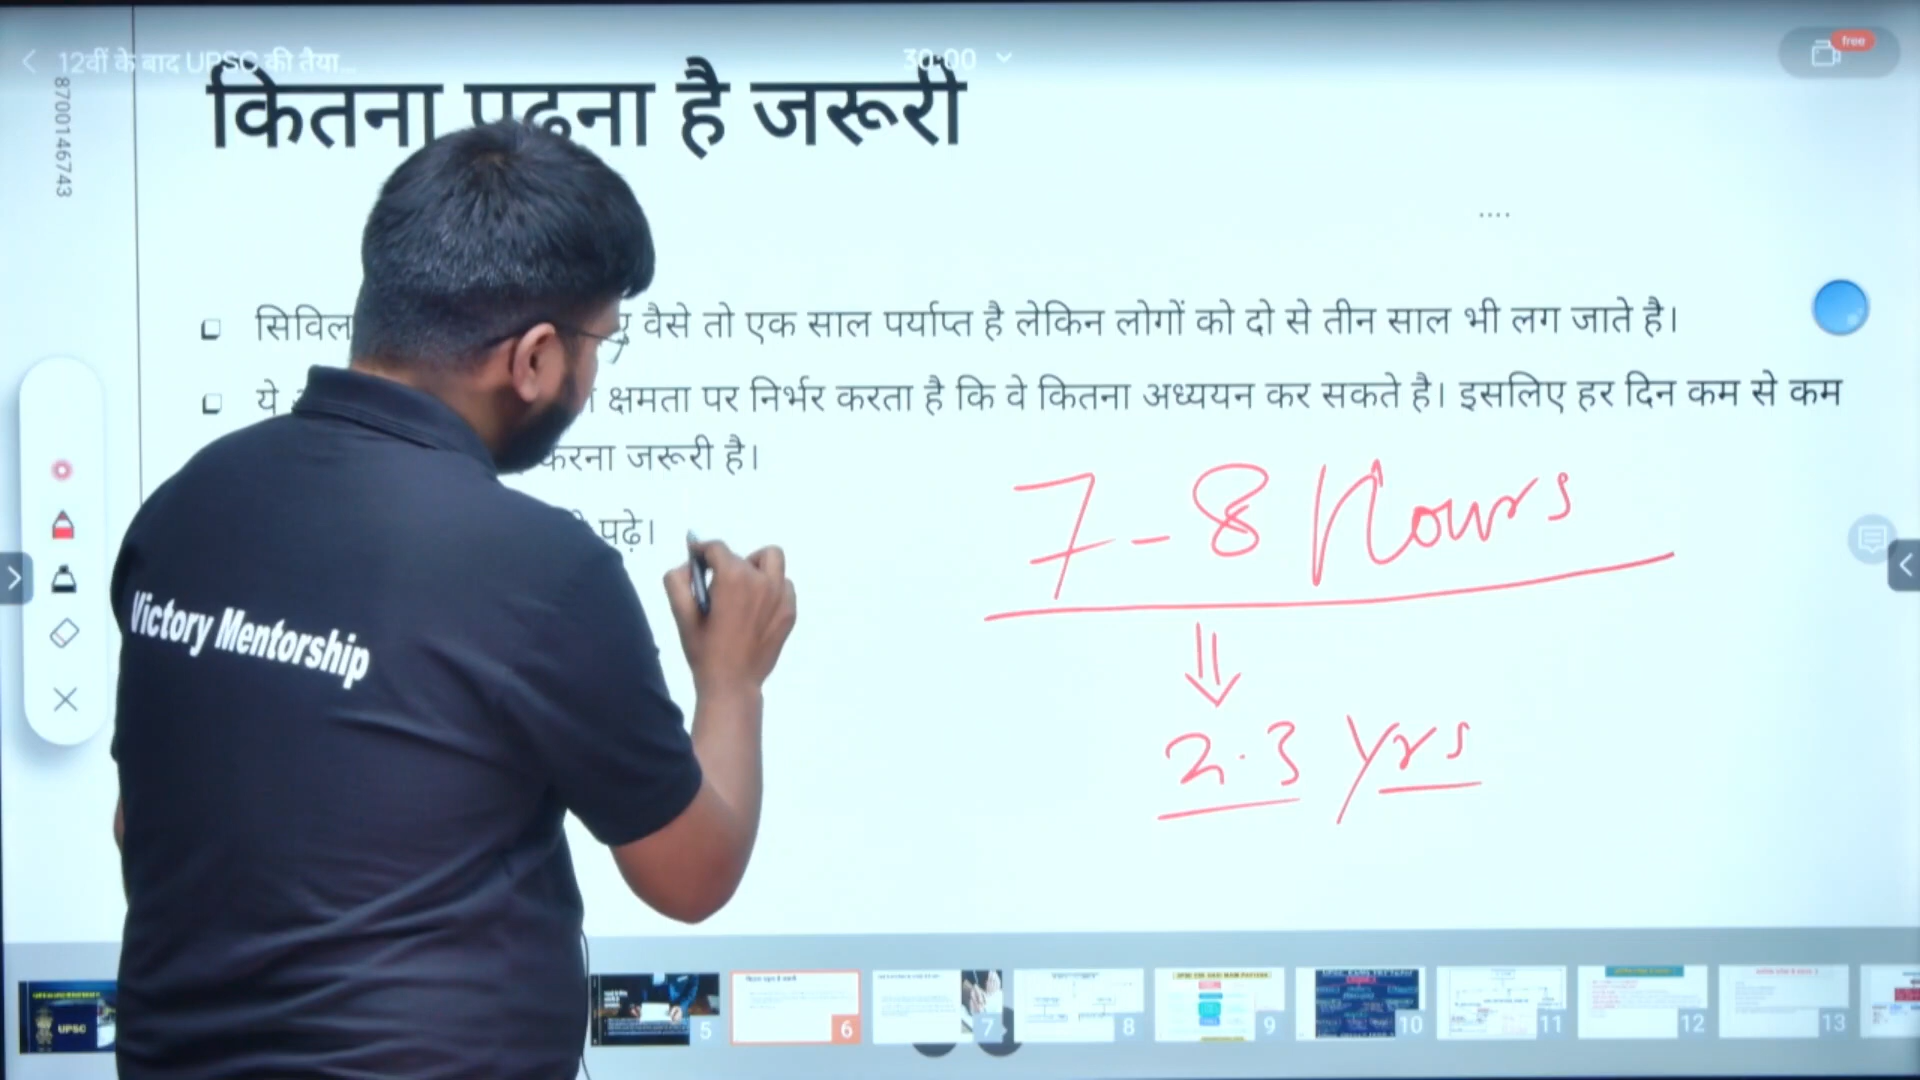 12वीं के बाद UPSC की तैया...
30:00
free
8700146743
कितना पढना है जरूरी
....
सिविल वैसे तो एक साल पर्याप्त है लेकिन लोगों को दो से तीन साल भी लग जाते है।
ये क्षमता पर निर्भर करता है कि वे कितना अध्ययन कर सकते है। इसलिए हर दिन कम से कम
करना जरूरी है।
पढ़े।
7-8 Hours
2.3 yrs
Victory Mentorship
UPSC
5
6
7
8
9
10
11
12
13